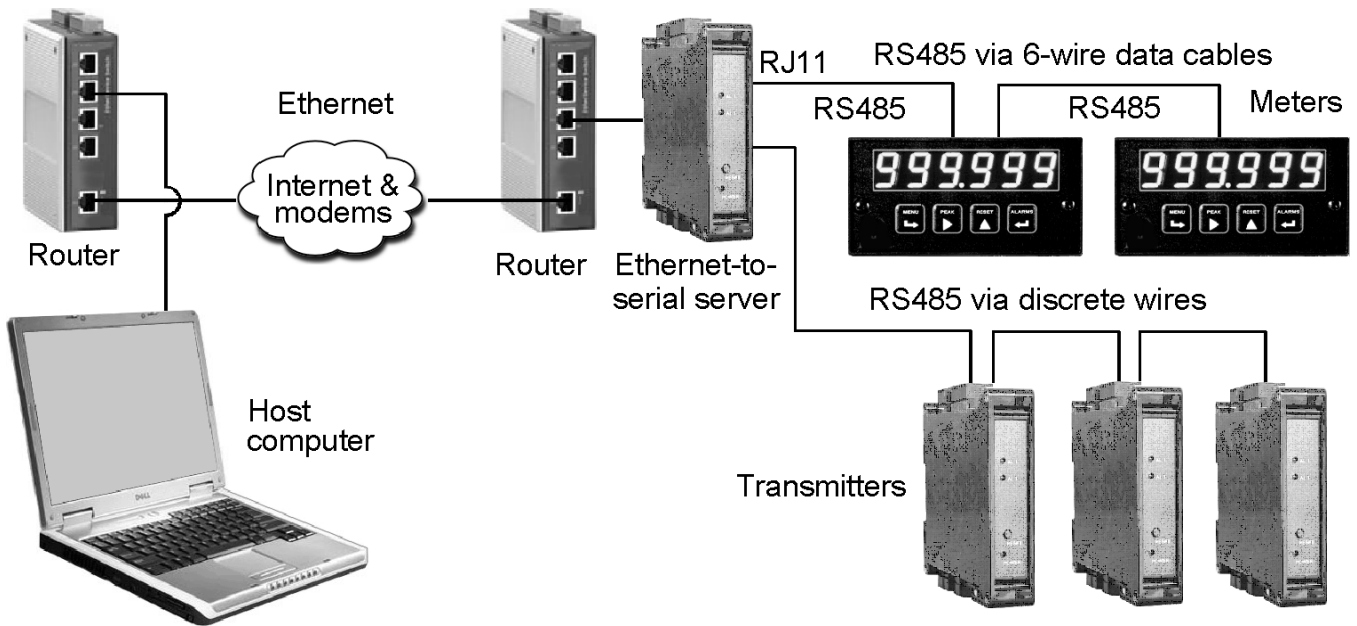 RJ11
RS485 via 6-wire data cables
RS485
RS485
Meters
Ethernet
Internet &
modems
999.999
999.999
MENU
PEAK
RESET
ALARMS
MENU
PEAK
RESET
ALARMS
Router
Router
Ethernet-to-
serial server
RS485 via discrete wires
Host
computer
Transmitters
DELL